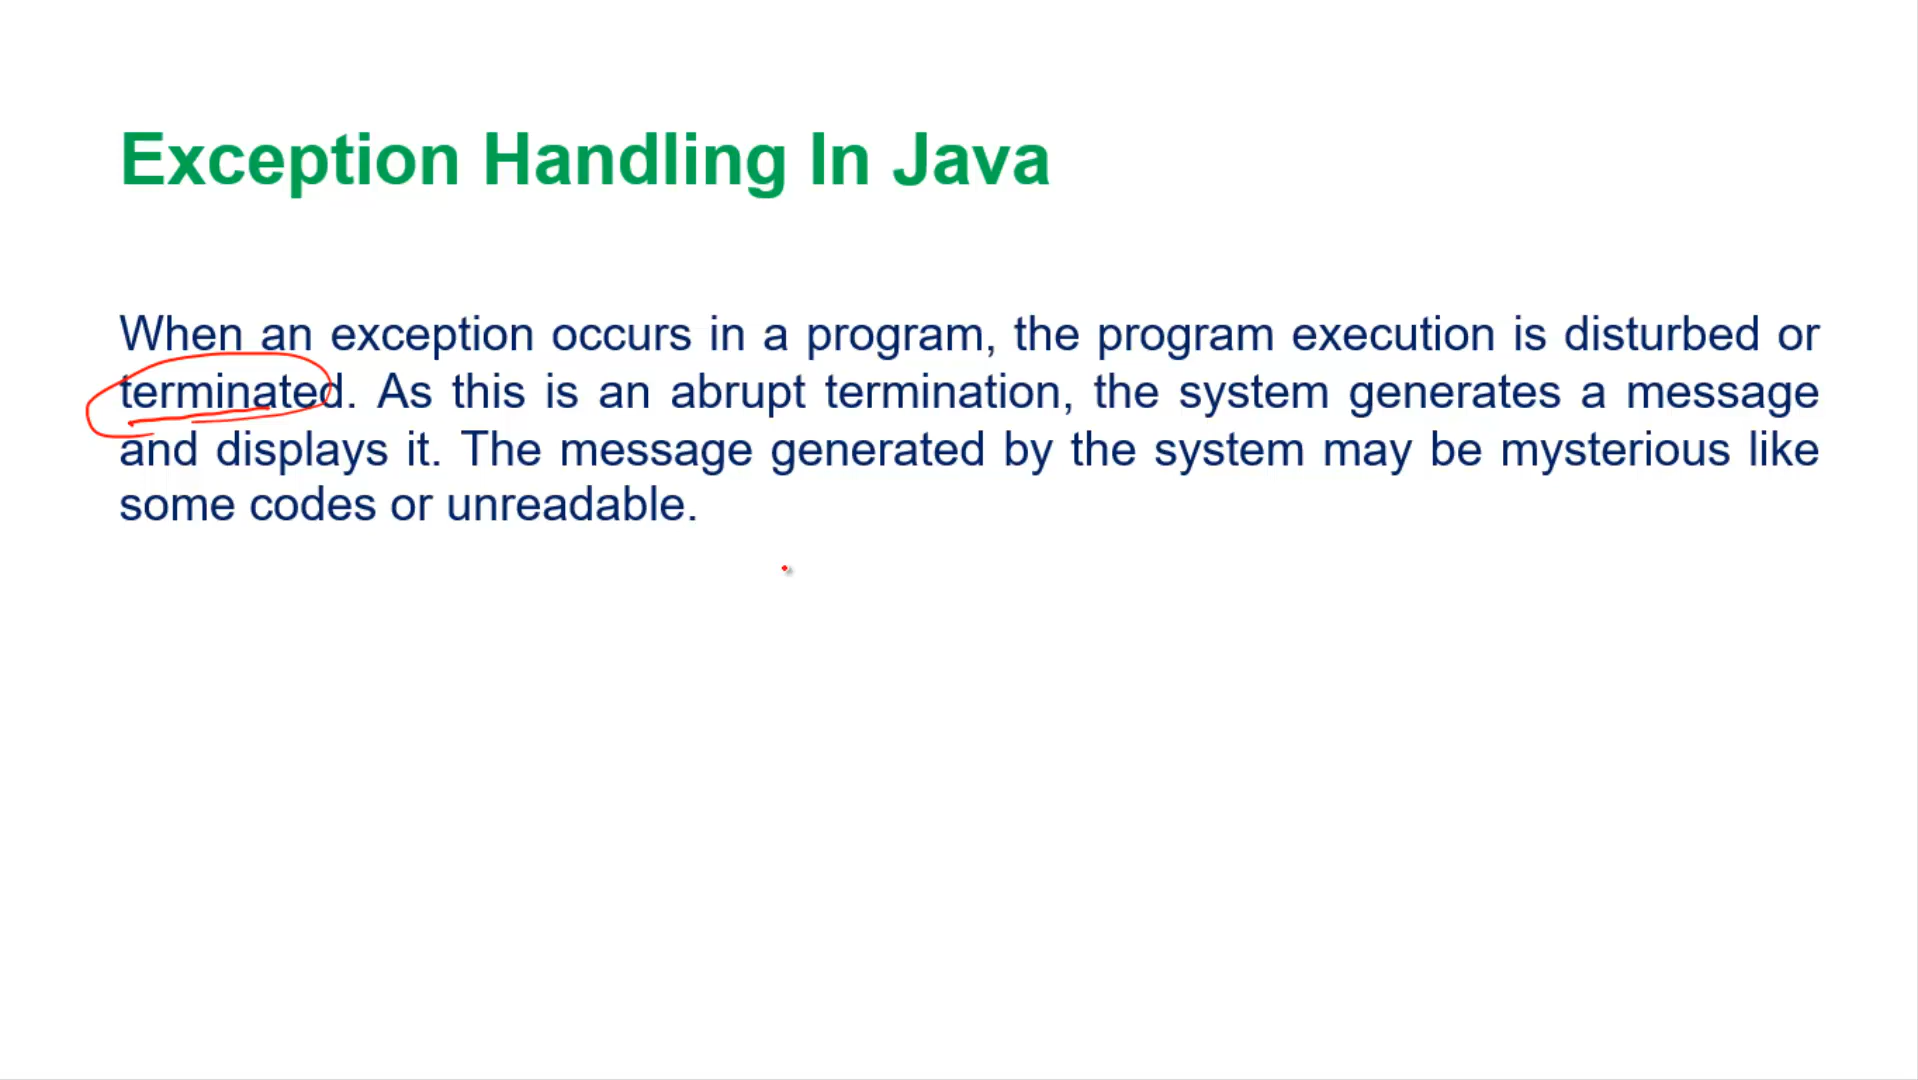 Exception Handling In Java
When an exception occurs in a program, the program execution is disturbed or
terminated. As this is an abrupt termination, the system generates a message
and displays it. The message generated by the system may be mysterious like
some codes or unreadable.